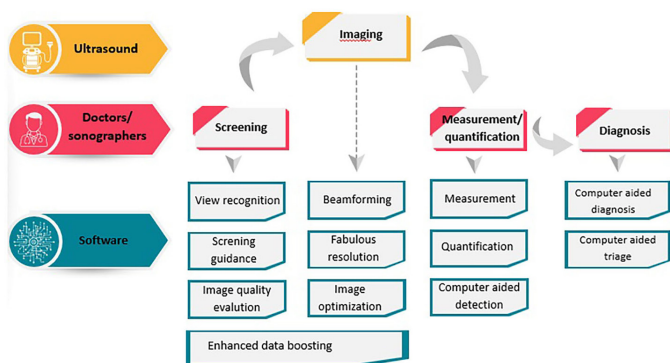 Ultrasound
Imaging
Doctors/
sonographers
Screening
Measurement/
quantification
Diagnosis
Software
View recognition
Beamforming
Measurement
Computer aided
diagnosis
Screning
guidance
Fabulous
resolution
Quantification
Computer aided
triage
Image quality
evalution
Image
optimization
Computer aided
detection
Enhanced data boosting